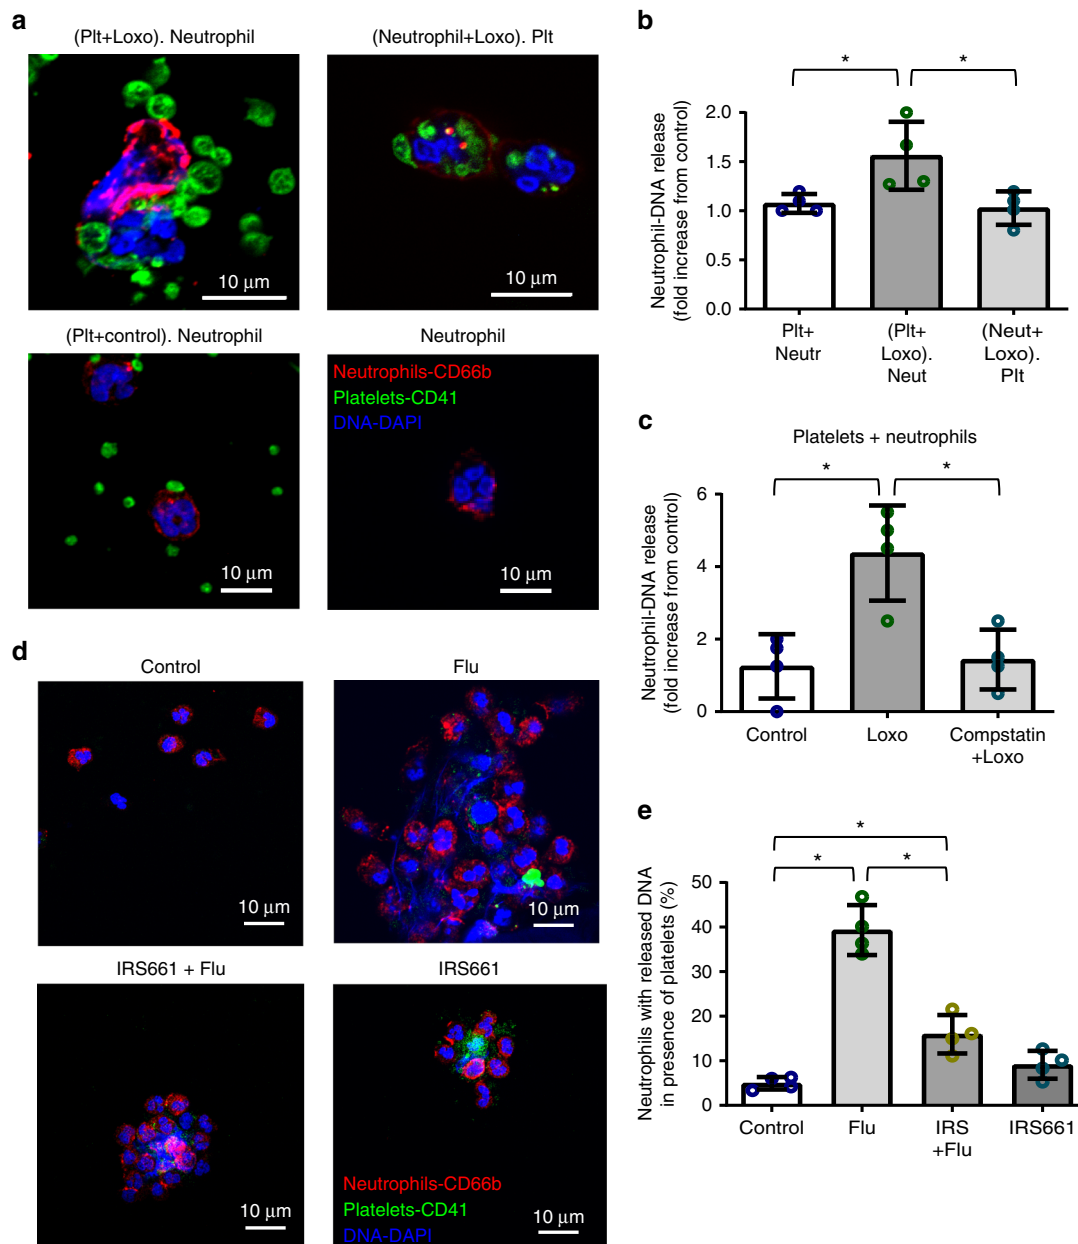 a
(Plt+Loxo). Neutrophil
(Neutrophil+Loxo). Plt
10 μm
10 μm
(Plt+control). Neutrophil
Neutrophil
Neutrophils-CD66b
Platelets-CD41
DNA-DAPI
10 μm
10 μm
b
*
*
Neutrophil-DNA release
(fold increase from control)
2.0
1.5
1.0
0.5
0.0
Plt+
Neutr
(Plt+
Loxo).
Neut
(Neut+
Loxo).
Plt
c
Platelets + neutrophils
*
*
Neutrophil-DNA release
(fold increase from control)
6
4
2
0
Control
Loxo
Compstatin
+Loxo
d
Control
Flu
10 μm
10 μm
IRS661 + Flu
IRS661
10 μm
Neutrophils-CD66b
Platelets-CD41
DNA-DAPI
10 μm
e
*
*
*
Neutrophils with released DNA
in presence of platelets (%)
50
40
30
20
10
0
Control
Flu
IRS
+Flu
IRS661